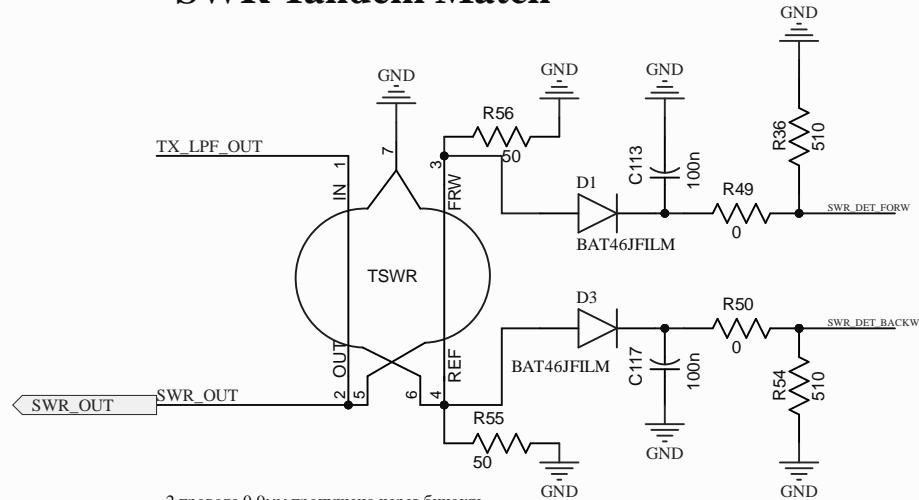 SWR Tandem Match
GND
GND
GND
GND
R56
50
R36
510
TX_LPF_OUT
1
7
3
IN
FRW
C113
100n
D1
R49
0
SWR_DET_FORW
BAT46JFILM
TSWR
D3
R50
0
SWR_DET_BACKW
BAT46JFILM
C117
100n
R54
510
OUT
REF
2
5
6
4
SWR_OUT
SWR_OUT
R55
50
GND
GND
GND